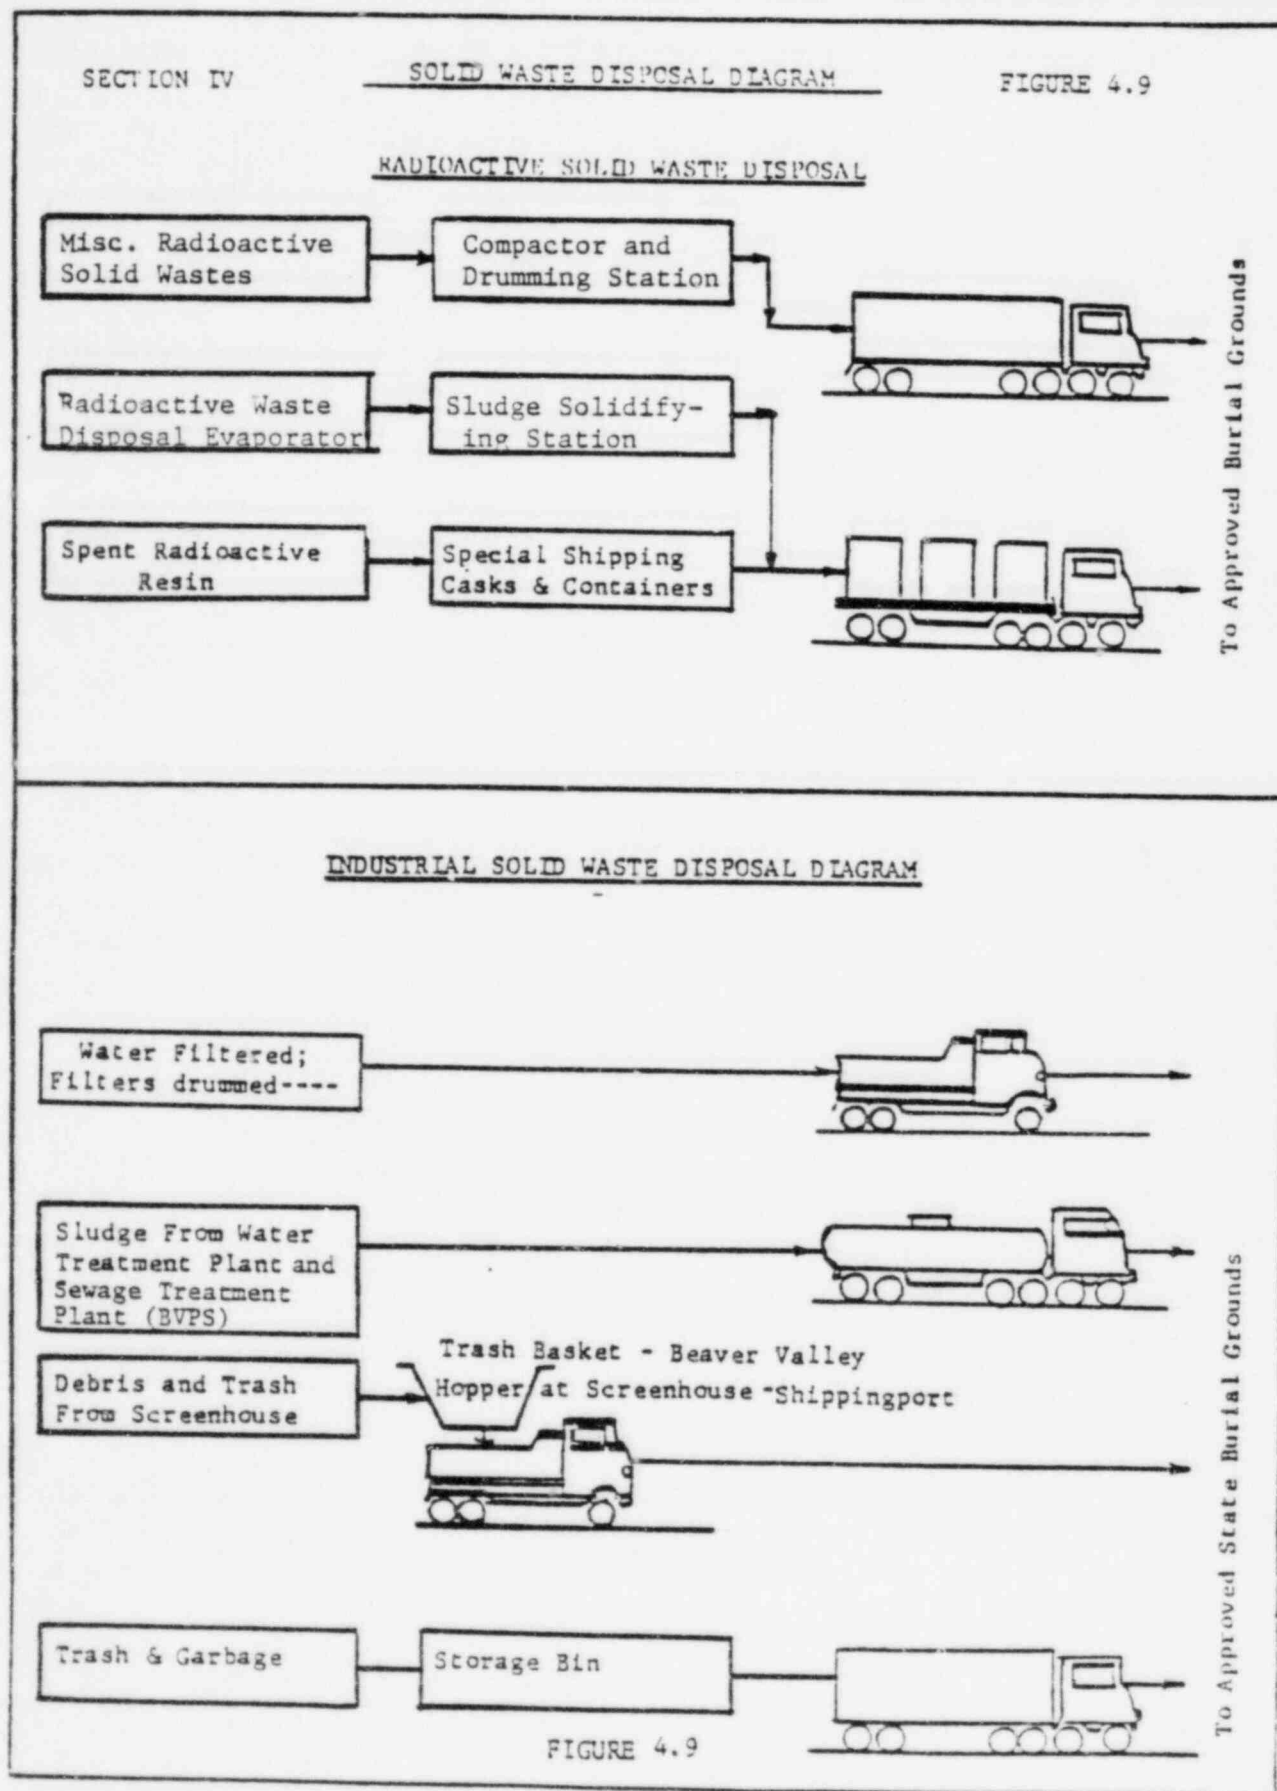 SECTION IV
SOLID WASTE DISPOSAL DIAGRAM
FIGURE 4.9
RADIOACTIVE SOLID WASTE DISPOSAL
Misc. Radioactive
Solid Wastes
Compactor and
Drumming Station
Radioactive Waste
Disposal Evaporator
Sludge Solidify-
ing Station
Spent Radioactive
Resin
Special Shipping
Casks & Containers
To Approved Burial Grounds
INDUSTRIAL SOLID WASTE DISPOSAL DIAGRAM
Water Filtered;
Filters drummed----
Sludge From Water
Treatment Plant and
Sewage Treatment
Plant (BVPS)
Debris and Trash
From Screenhouse
Trash Basket - Beaver Valley
Hopper at Screenhouse -Shippingport
Trash & Garbage
Storage Bin
To Approved State Burial Grounds
FIGURE 4.9